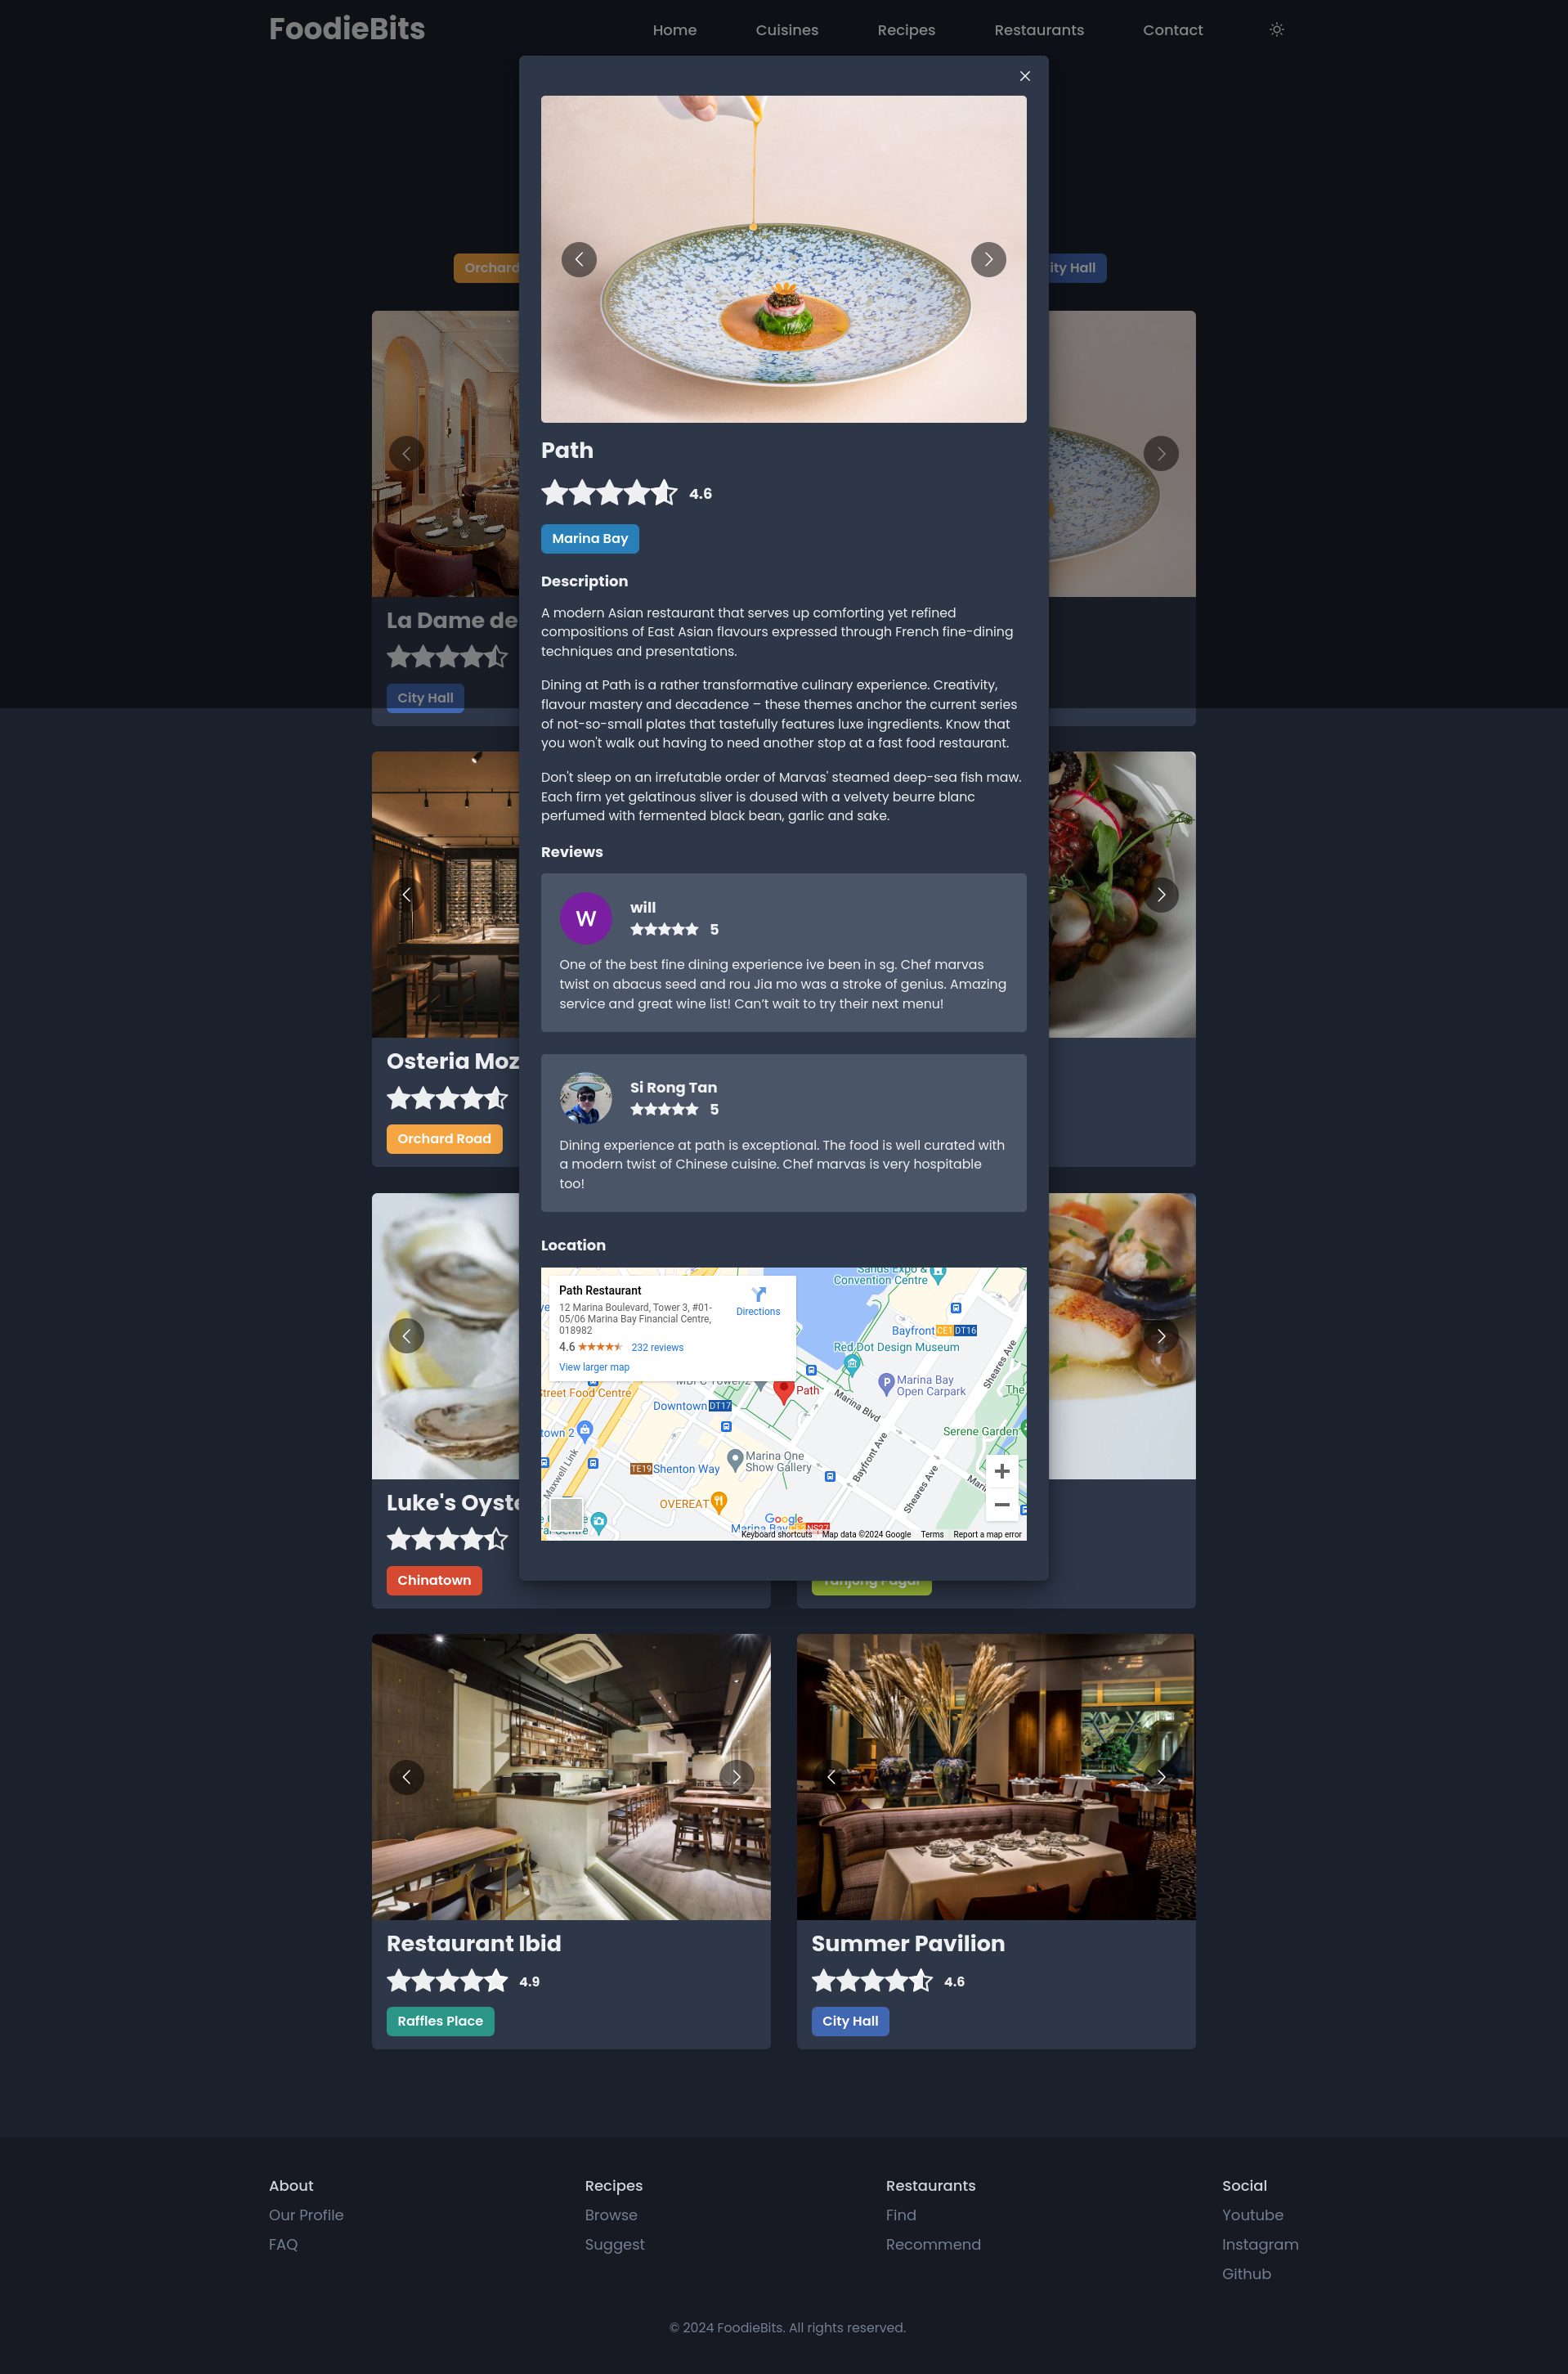 FoodieBits
Home
Cuisines
Recipes
Restaurants
Contact
Orchard
ity Hall
La Dame de
City Hall
Osteria Moz
Orchard Road
Luke's Oyste
Chinatown
Path
4.6
Marina Bay
Description
A modern Asian restaurant that serves up comforting yet refined
compositions of East Asian flavours expressed through French fine-dining
techniques and presentations.
Dining at Path is a rather transformative culinary experience. Creativity,
flavour mastery and decadence – these themes anchor the current series
of not-so-small plates that tastefully features luxe ingredients. Know that
you won't walk out having to need another stop at a fast food restaurant.
Don't sleep on an irrefutable order of Marvas' steamed deep-sea fish maw.
Each firm yet gelatinous sliver is doused with a velvety beurre blanc
perfumed with fermented black bean, garlic and sake.
Reviews
W
will
5
One of the best fine dining experience ive been in sg. Chef marvas
twist on abacus seed and rou Jia mo was a stroke of genius. Amazing
service and great wine list! Can’t wait to try their next menu!
Si Rong Tan
5
Dining experience at path is exceptional. The food is well curated with
a modern twist of Chinese cuisine. Chef marvas is very hospitable
too!
Location
Path Restaurant
12 Marina Boulevard, Tower 3, #01-
05/06 Marina Bay Financial Centre,
018982
Directions
4.6
232 reviews
View larger map
Sands Expo &
Convention Centre
Bayfront
CE1
DT16
Red Dot Design Museum
Marina Bay
Open Carpark
Sheares Ave
The
Path
Street Food Centre
Marina Blvd
Downtown
DT17
town 2
Serene Garden
Maxwell Link
Marina One
Show Gallery
Bayfront Ave
TE19
Shenton Way
Sheares Ave
OVEREAT
Google
Marina Bay
Keyboard shortcuts
Map data ©2024 Google
Terms
Report a map error
Restaurant Ibid
4.9
Raffles Place
Summer Pavilion
4.6
City Hall
About
Our Profile
FAQ
Recipes
Browse
Suggest
Restaurants
Find
Recommend
Social
Youtube
Instagram
Github
© 2024 FoodieBits. All rights reserved.